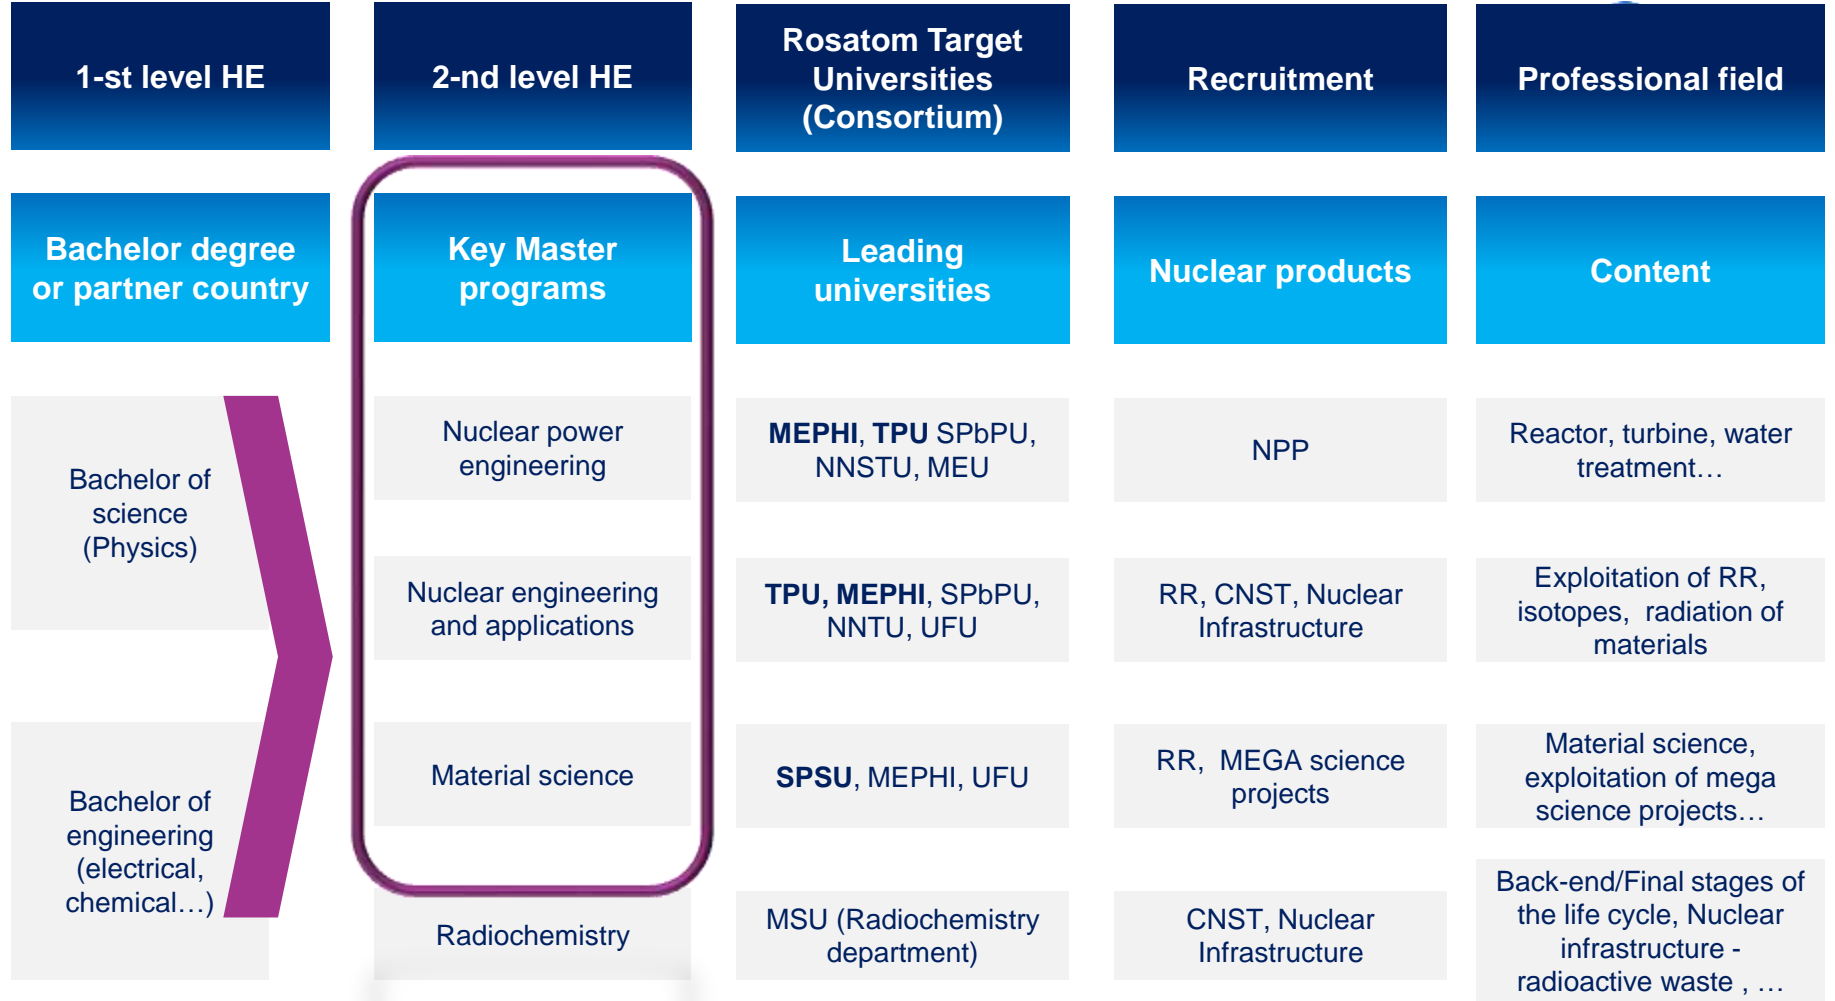 1-st level HE
2-nd level HE
Rosatom Target
Universities
(Consortium)
Recruitment
Professional field
Bachelor degree
or partner country
Key Master
programs
Leading
universities
Nuclear products
Content
Bachelor of
science
(Physics)
Bachelor of
engineering
(electrical,
chemical…)
Nuclear power
engineering
MEPHI, TPU SPbPU,
NNSTU, MEU
NPP
Reactor, turbine, water
treatment…
Nuclear engineering
and applications
TPU, MEPHI, SPbPU,
NNTU, UFU
RR, CNST, Nuclear
Infrastructure
Exploitation of RR,
isotopes, radiation of
materials
Material science
SPSU, MEPHI, UFU
RR, MEGA science
projects
Material science,
exploitation of mega
science projects…
Radiochemistry
MSU (Radiochemistry
department)
CNST, Nuclear
Infrastructure
Back-end/Final stages of
the life cycle, Nuclear
infrastructure -
radioactive waste , …